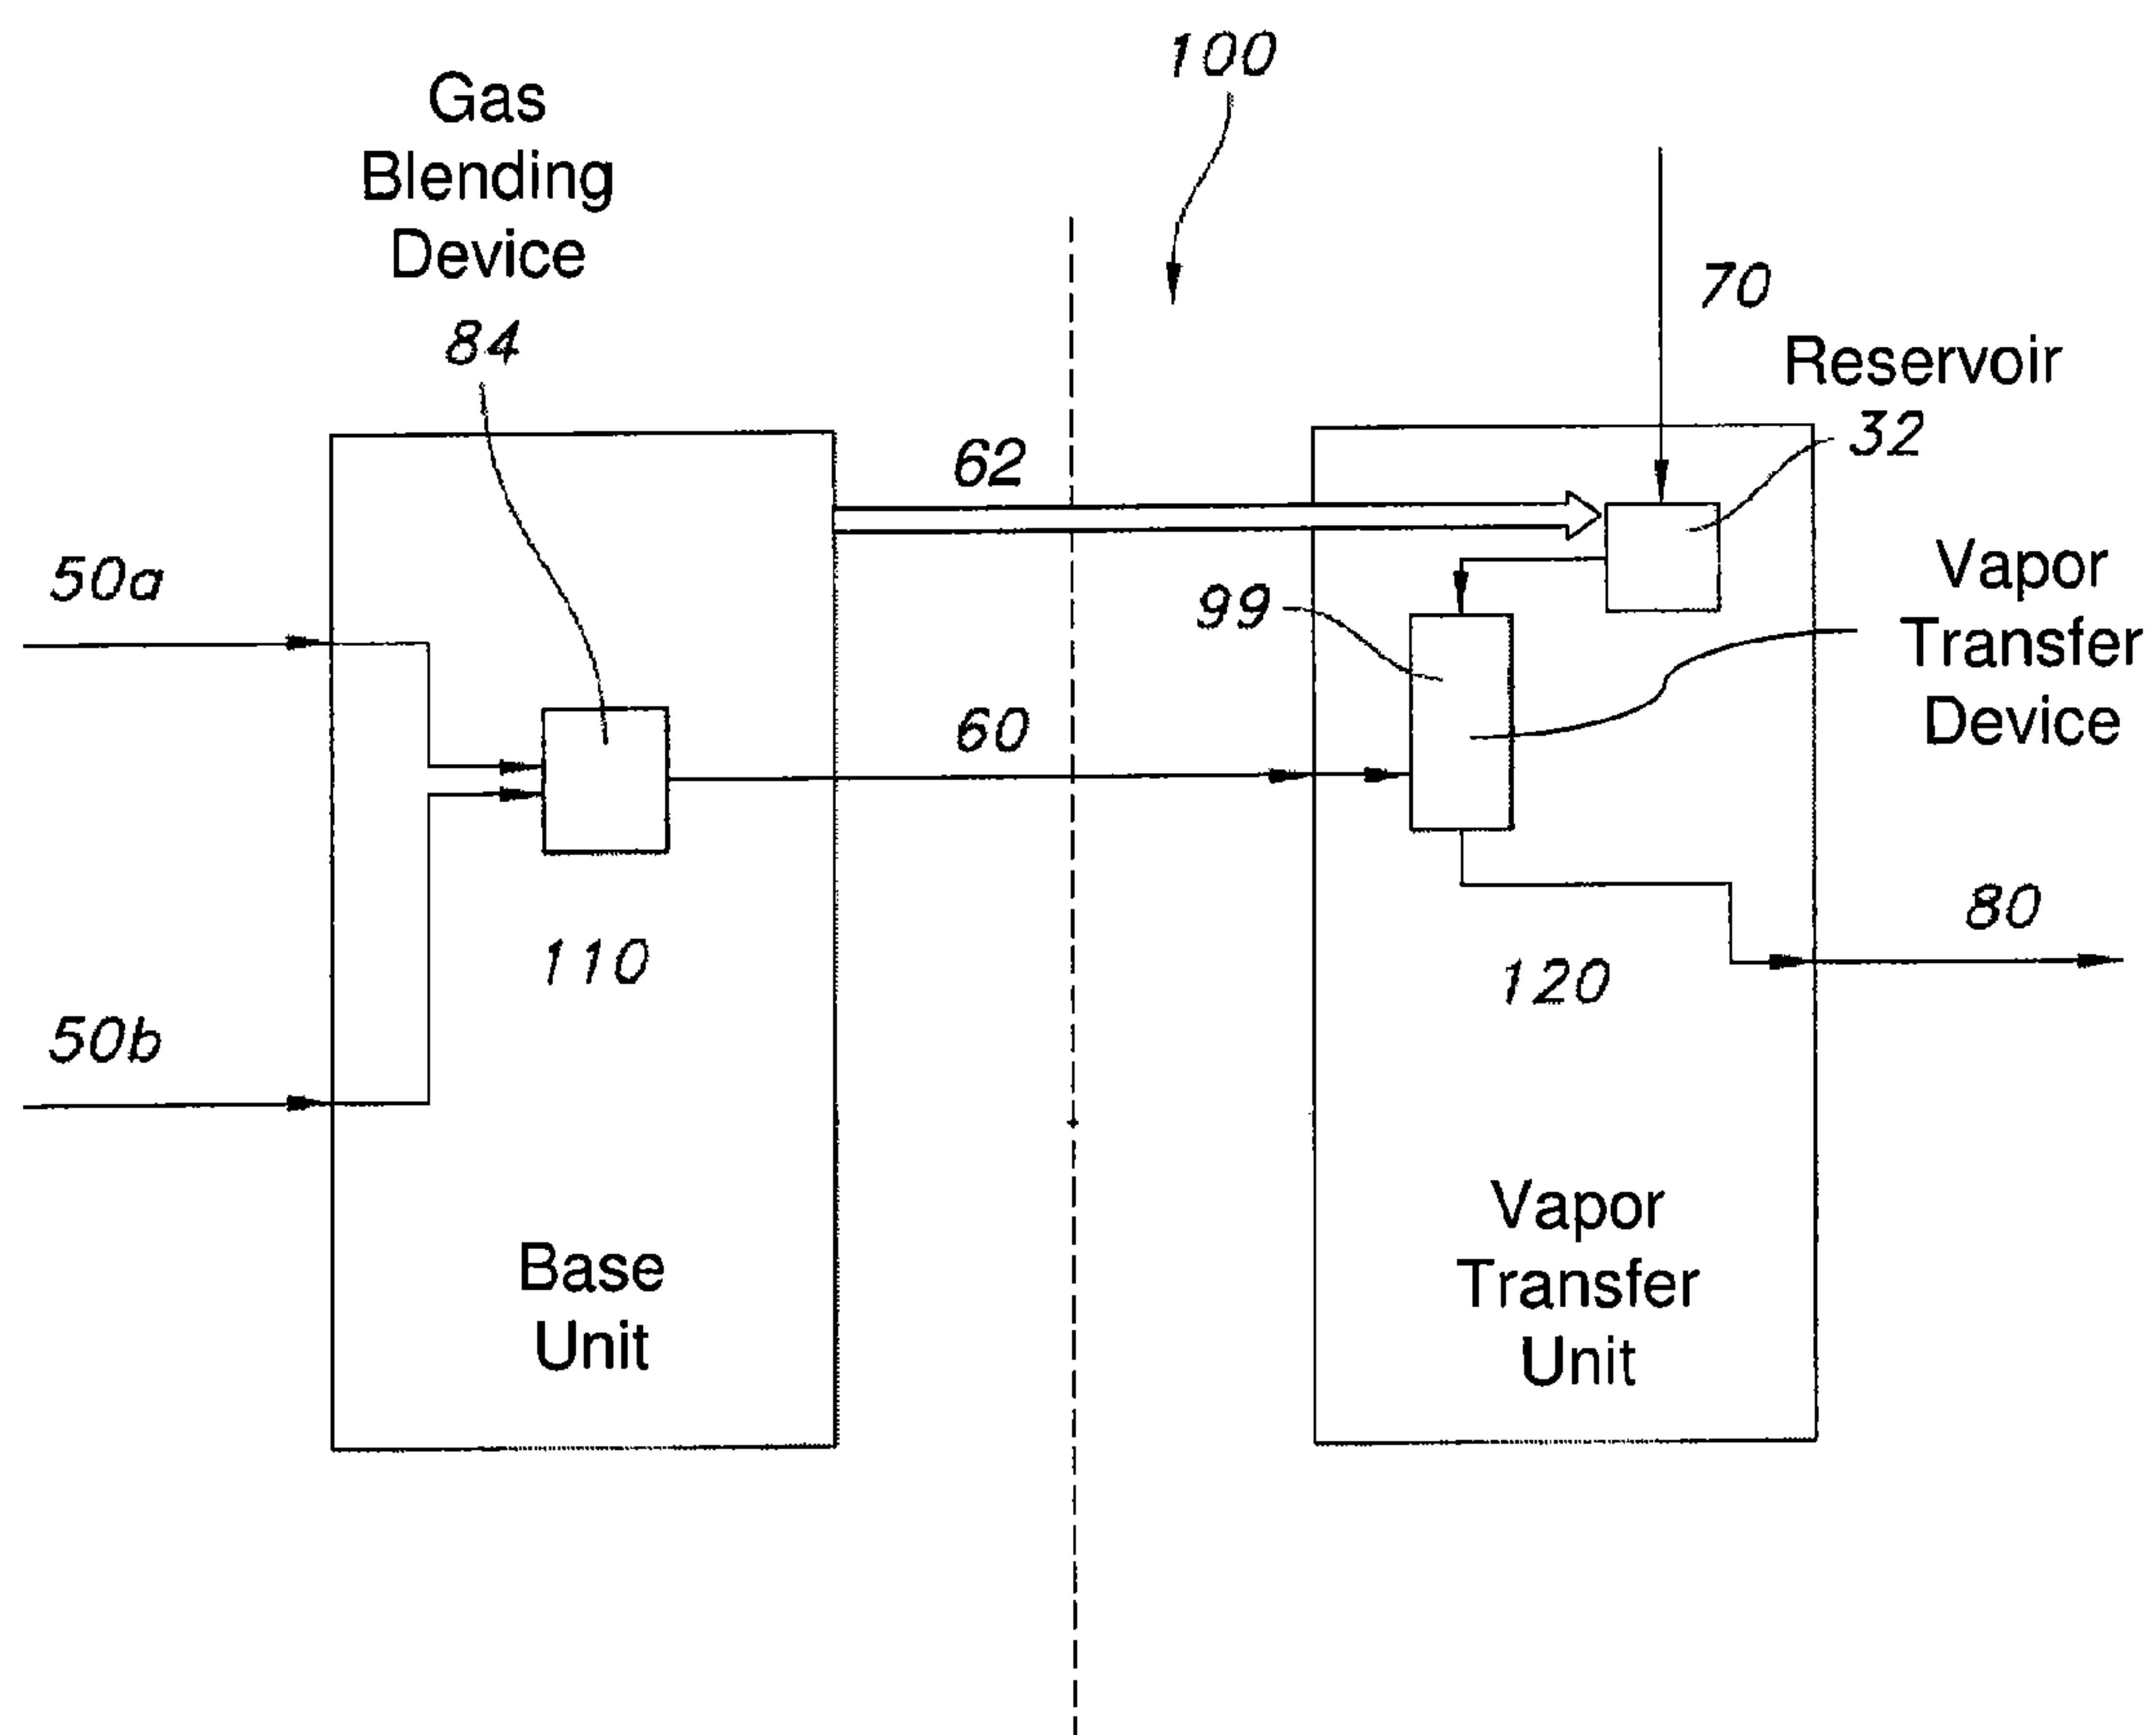 100
Gas
Blending
Device
84
70
Reservoir
32
62
50a
99
Vapor
Transfer
Device
60
80
110
120
50b
Vapor
Transfer
Unit
Base
Unit